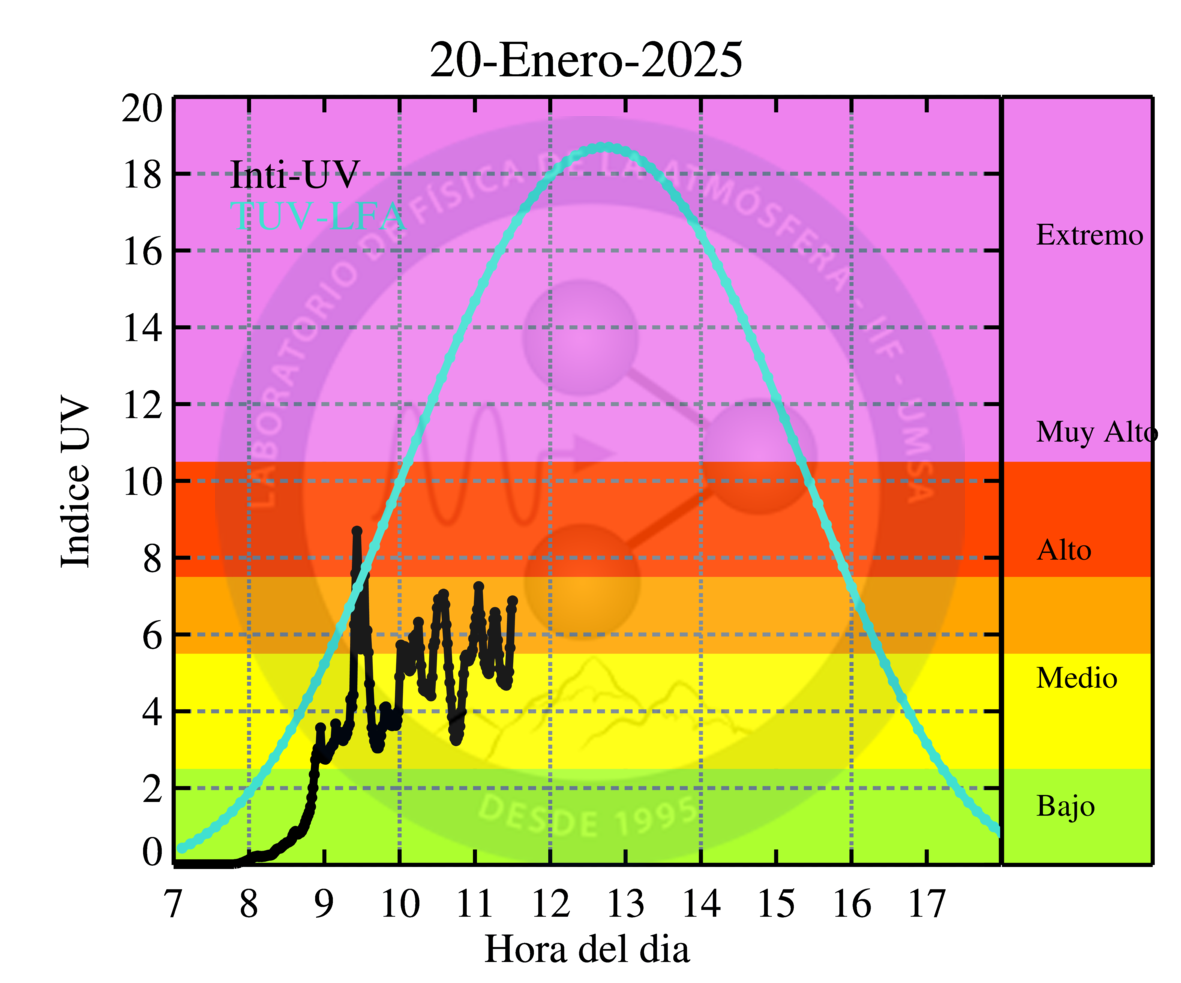 20-Enero-2025
20
18
16
14
12
10
8
6
4
2
0
Indice UV
Inti-UV
TUV-LFA
LABORATORIO DE FÍSICA DE LA ATMÓSFERA - IIF - UMSA
DESDE 1995
Extremo
Muy Alto
Alto
Medio
Bajo
7 8 9 10 11 12 13 14 15 16 17
Hora del dia